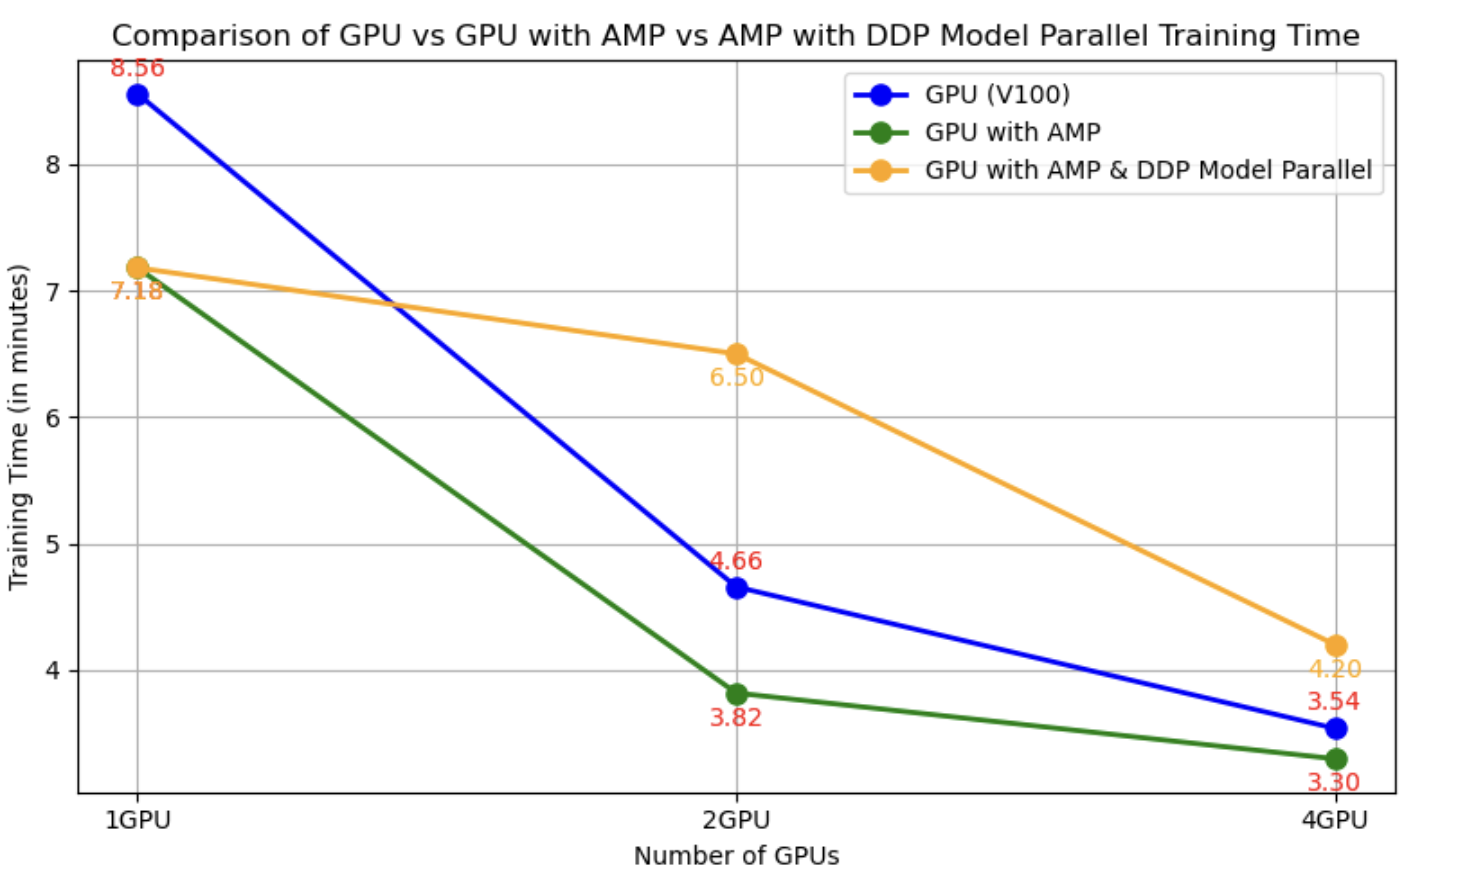 Comparison of GPU vs GPU with AMP vs AMP with DDP Model Parallel Training Time
8.56
GPU (V100)
GPU with AMP
GPU with AMP & DDP Model Parallel
8
7
6
5
4
Training Time (in minutes)
7.18
6.50
4.66
4.20
3.82
3.54
3.30
1GPU
2GPU
4GPU
Number of GPUs